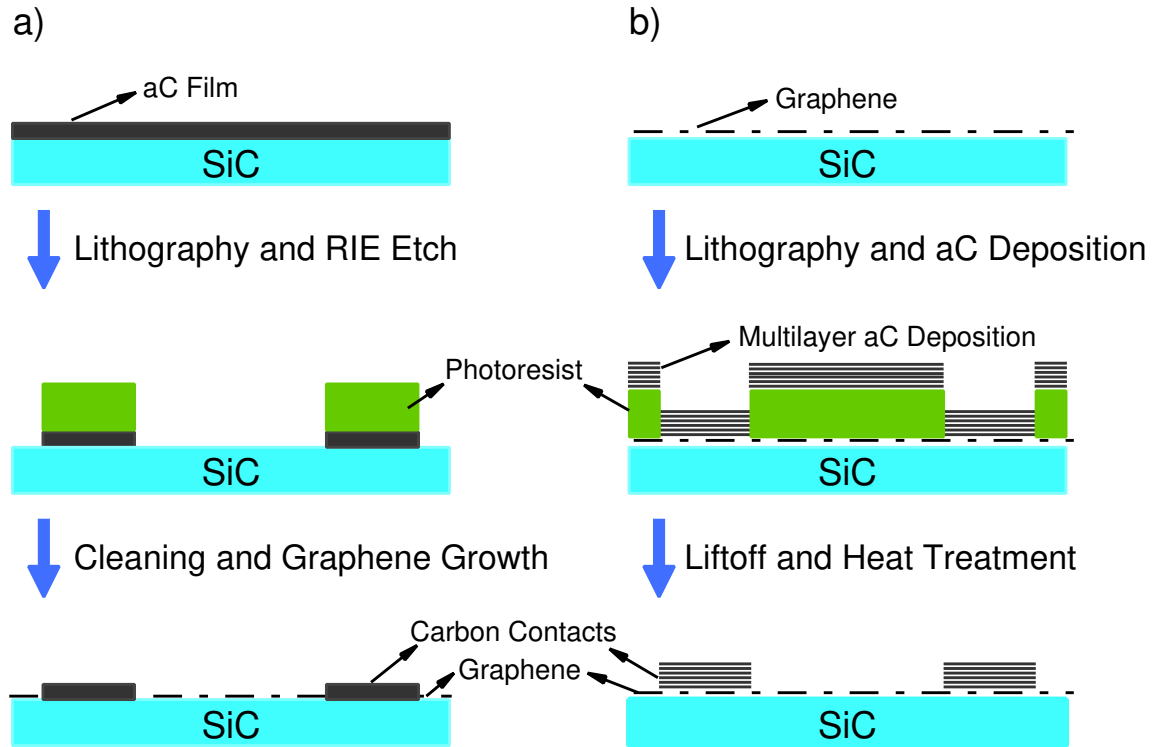 a)
aC Film
SiC
Lithography and RIE Etch
SiC
Cleaning and Graphene Growth
SiC
b)
Graphene
SiC
Lithography and aC Deposition
Multilayer aC Deposition
Photoresist
SiC
Liftoff and Heat Treatment
Carbon Contacts
Graphene
SiC